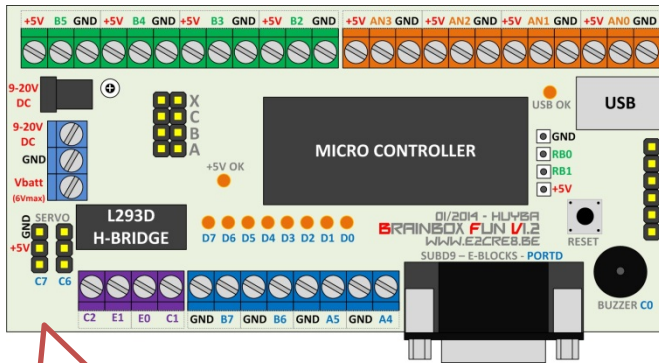 +5V B5 GND +5V B4 GND +5V B3 GND +5V B2 GND +5V AN3 GND +5V AN2 GND +5V AN1 GND +5V AN0 GND
9-20V
DC
9-20V
DC
GND
Vbatt
(6Vmax)
X
C
B
A
+5V OK
MICRO CONTROLLER
USB OK
USB
GND
RB0
RB1
+5V
SERVO
GND
+5V
C7 C6
L293D
H-BRIDGE
D7 D6 D5 D4 D3 D2 D1 D0
01/2014 - HUYBA
BRAINBOX FUN V1.2
WWW.E2CRE8.BE
SUBD9 – E-BLOCKS - PORTD
RESET
BUZZER C0
C2 E1 E0 C1
GND B7 GND B6 GND A5 GND A4